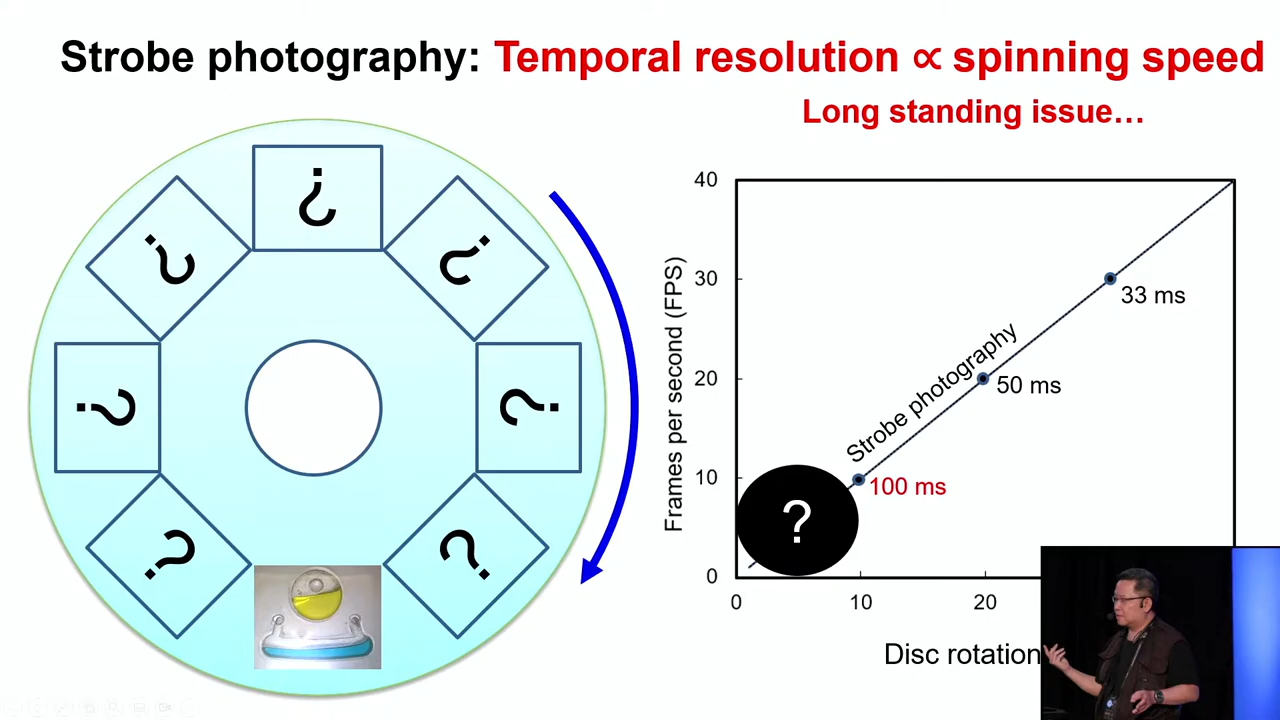 Strobe photography: Temporal resolution ∝ spinning speed
Long standing issue…
?
?
?
?
?
?
?
40
30
20
10
0
Frames per second (FPS)
Strobe photography
33 ms
50 ms
100 ms
?
0
10
20
Disc rotation